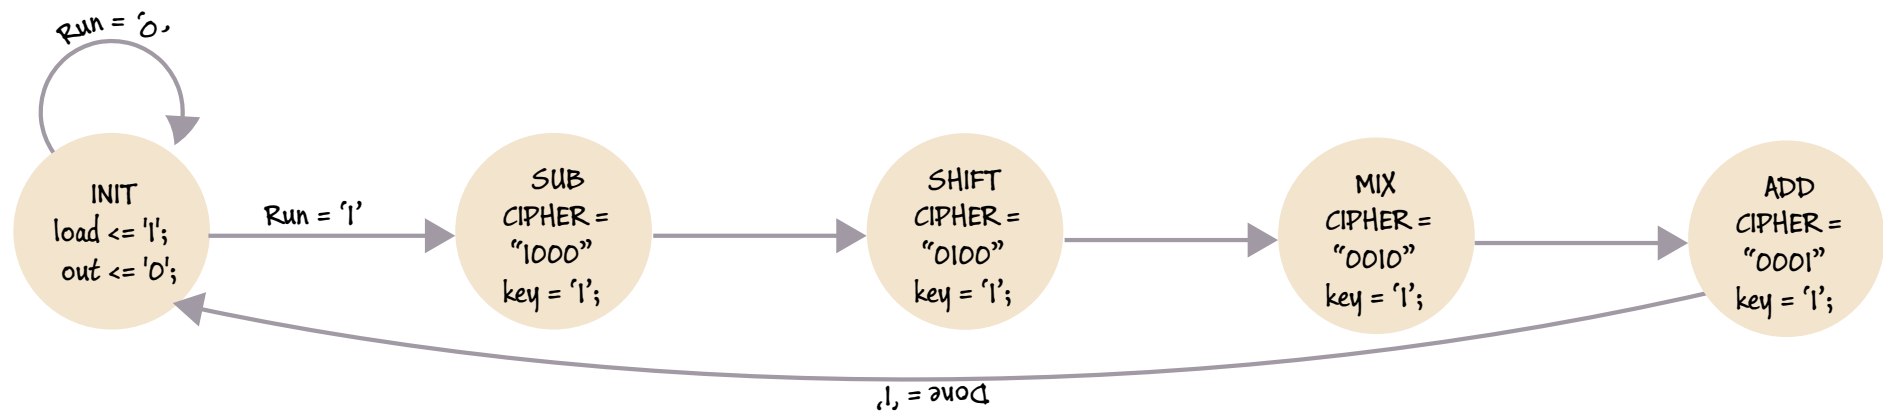 Run = '0'
INIT
load <= '1';
out <= '0';
Run = '1'
SUB
CIPHER =
“1000”
key = ‘1’;
SHIFT
CIPHER =
“0100”
key = ‘1’;
MIX
CIPHER =
“0010”
key = ‘1’;
ADD
CIPHER =
“0001”
key = ‘1’;
Done = '1'